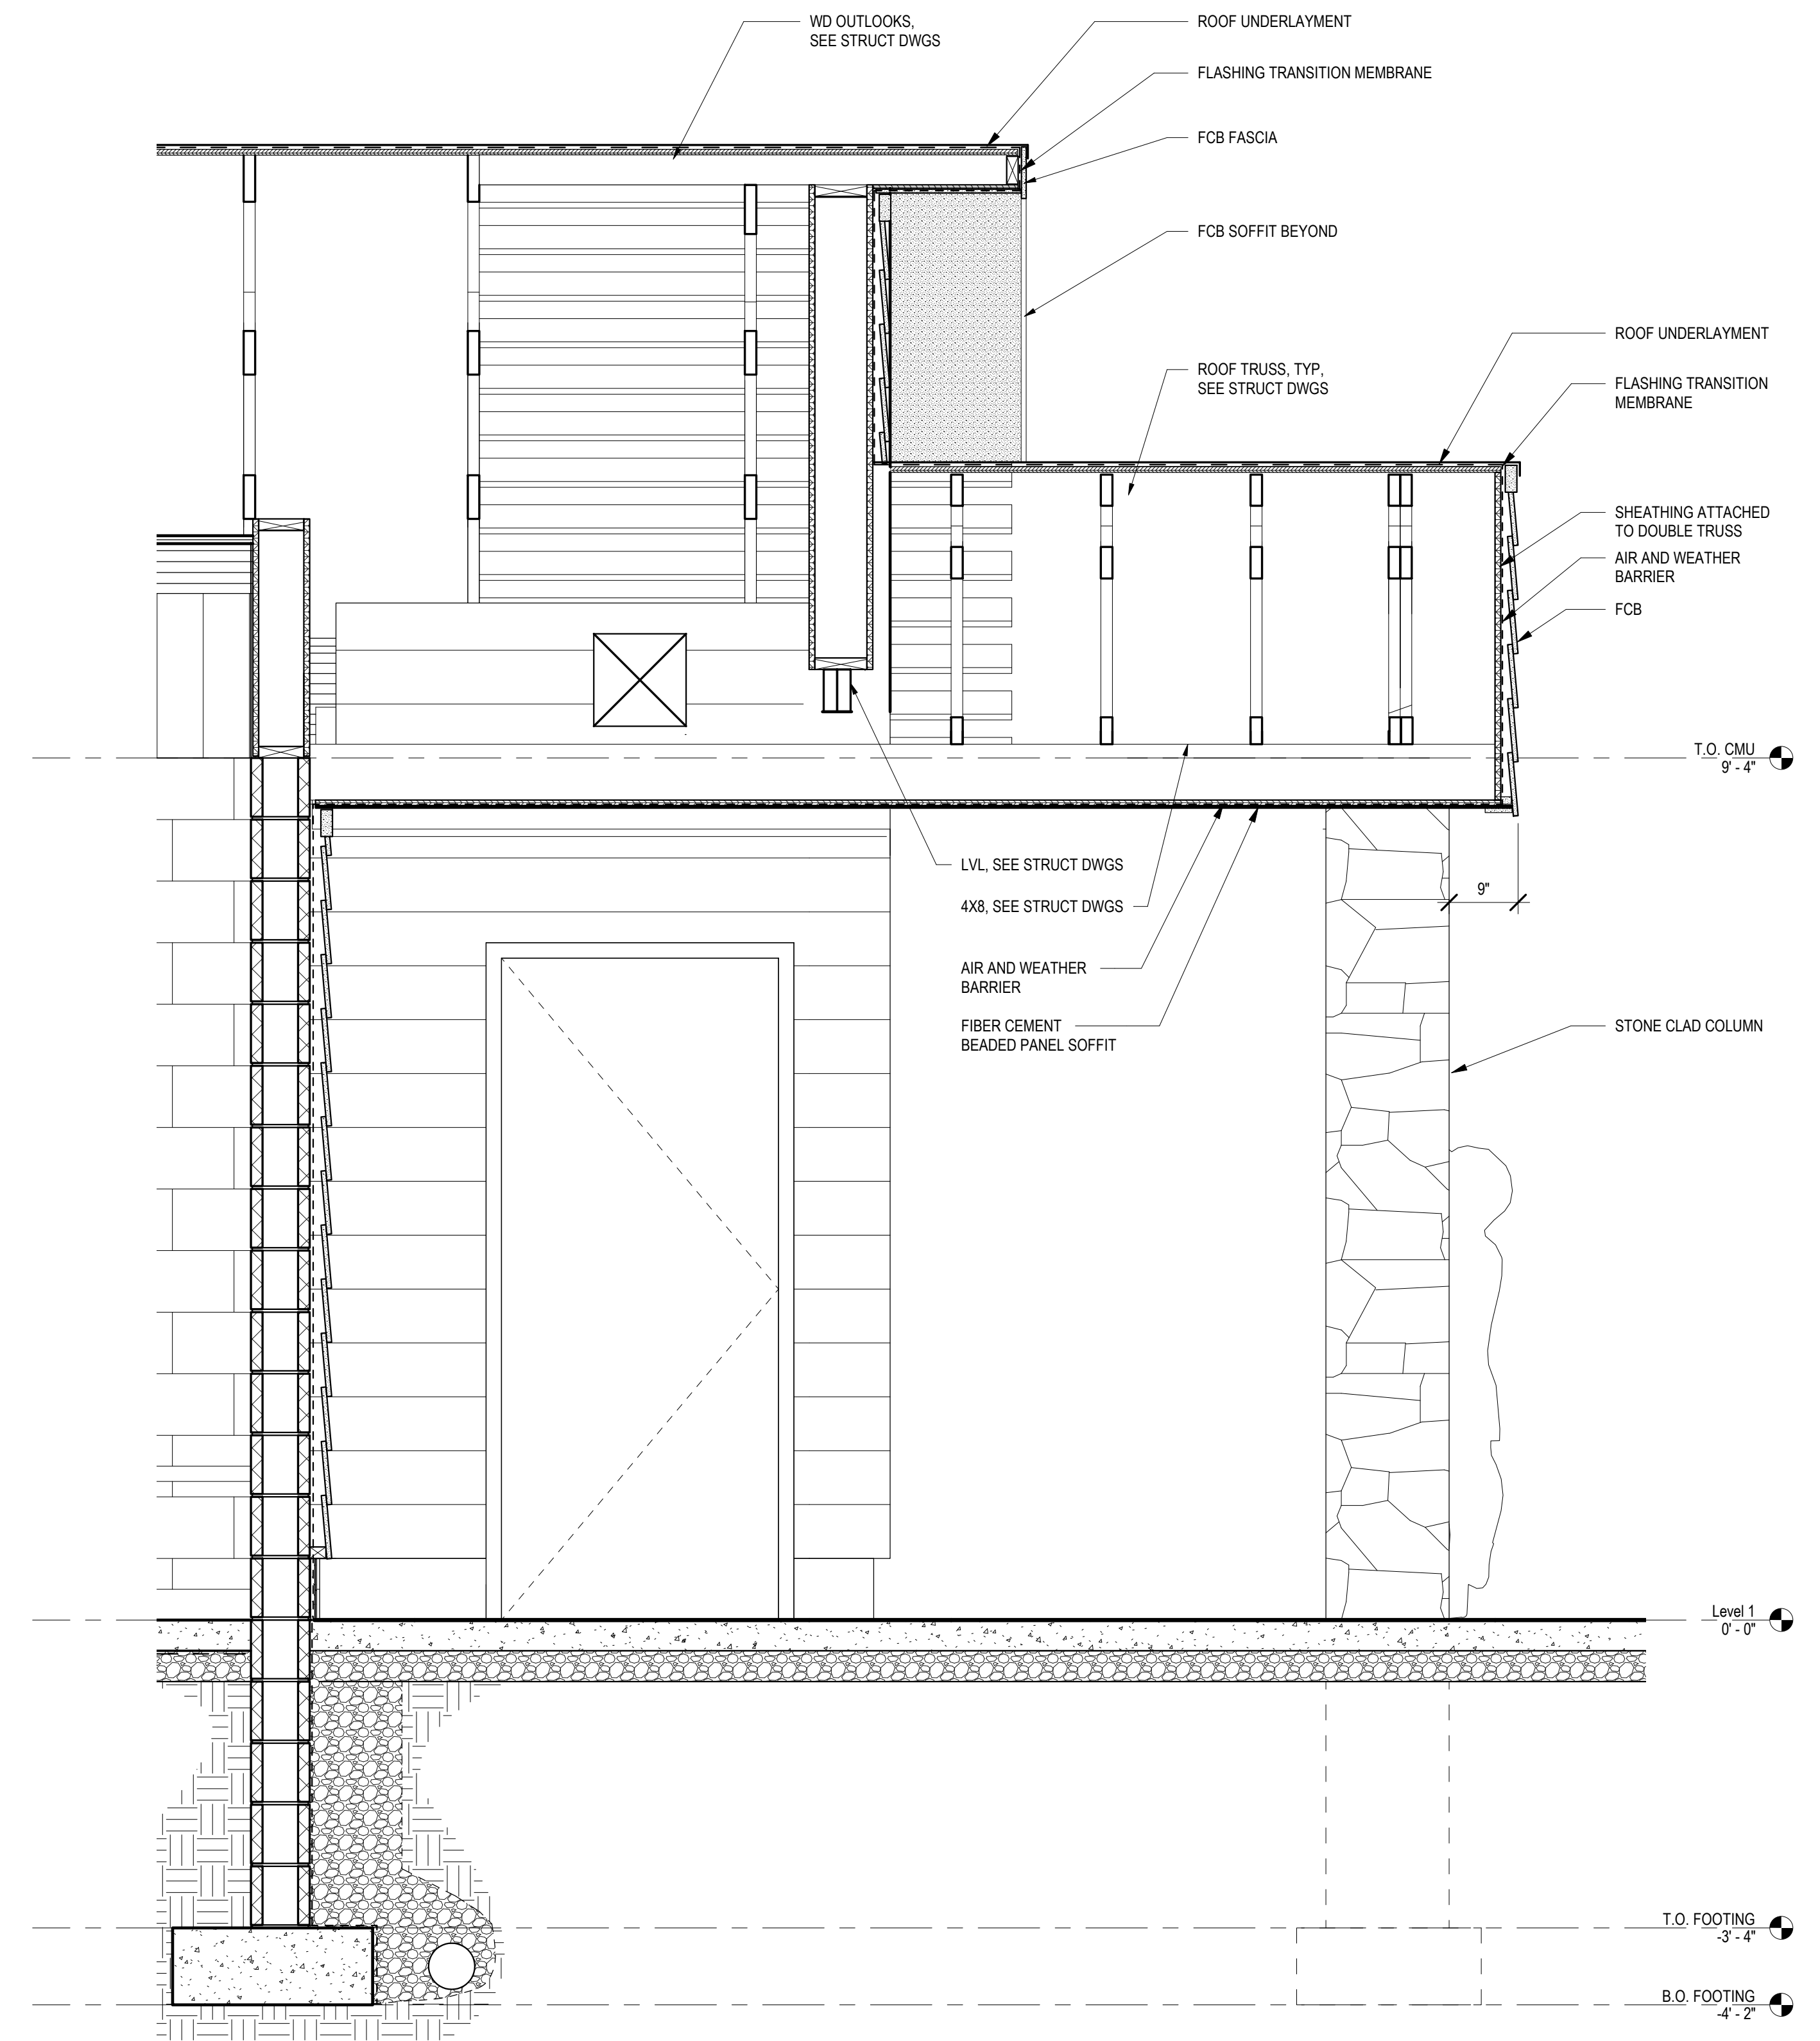 WD OUTLOOKS,
SEE STRUCT DWGS
ROOF UNDERLAYMENT
FLASHING TRANSITION MEMBRANE
FCB FASCIA
FCB SOFFIT BEYOND
ROOF TRUSS, TYP,
SEE STRUCT DWGS
ROOF UNDERLAYMENT
FLASHING TRANSITION
MEMBRANE
SHEATHING ATTACHED
TO DOUBLE TRUSS
AIR AND WEATHER
BARRIER
FCB
T.O. CMU
9' - 4"
LVL, SEE STRUCT DWGS
4X8, SEE STRUCT DWGS
9"
AIR AND WEATHER
BARRIER
FIBER CEMENT
BEADED PANEL SOFFIT
STONE CLAD COLUMN
Level 1
0' - 0"
T.O. FOOTING
-3' - 4"
B.O. FOOTING
-4' - 2"